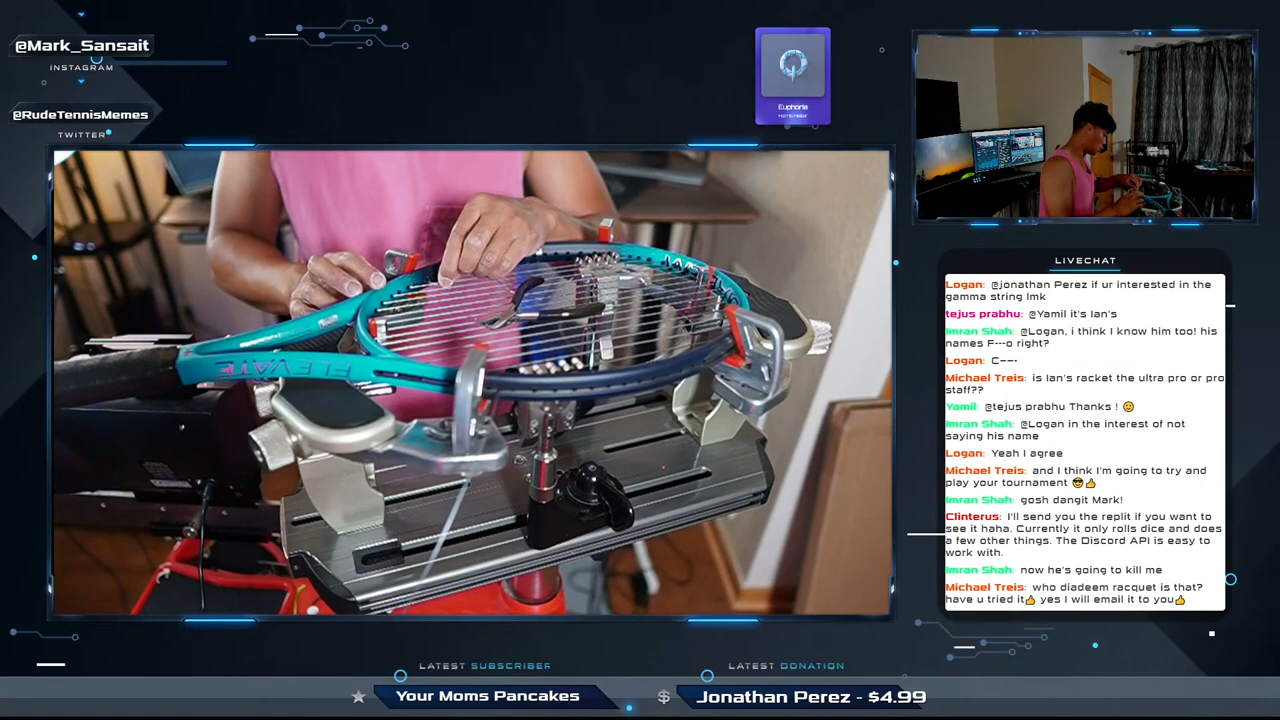 @Mark_Sansait
INSTAGRAM
@RudeTennisMemes
TWITTER
Euphoria
ELEVATE
LIVECHAT
Logan: @jonathan Perez if ur interested in the
gamma string lmk
tejus prabhu: @Yamil it's Ian's
Imran Shah: @Logan, i think I know him too! his
names F---o right?
Logan: C---
Michael Treis: is Ian's racket the ultra pro or pro
staff??
Yamil: @tejus prabhu Thanks ! 🙂
Imran Shah: @Logan in the interest of not
saying his name
Logan: Yeah I agree
Michael Treis: and I think I'm going to try and
play your tournament 😎👍
Imran Shah: gosh dangit Mark!
Clinterus: I'll send you the replit if you want to
see it haha. Currently it only rolls dice and does
a few other things. The Discord API is easy to
work with.
Imran Shah: now he's going to kill me
Michael Treis: who diadeem racquet is that?
have u tried it👍 yes I will email it to you👍
LATEST SUBSCRIBER
Your Moms Pancakes
LATEST DONATION
$ Jonathan Perez - $4.99